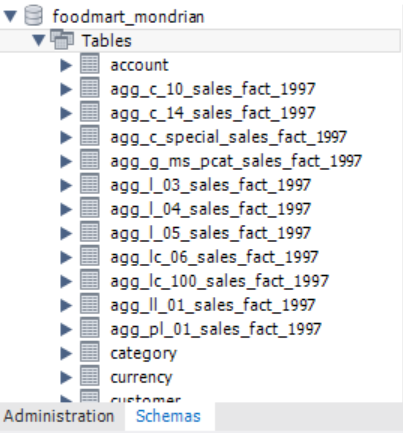 foodmart_mondrian
Tables
account
agg_c_10_sales_fact_1997
agg_c_14_sales_fact_1997
agg_c_special_sales_fact_1997
agg_g_ms_pcat_sales_fact_1997
agg_l_03_sales_fact_1997
agg_l_04_sales_fact_1997
agg_l_05_sales_fact_1997
agg_lc_06_sales_fact_1997
agg_lc_100_sales_fact_1997
agg_ll_01_sales_fact_1997
agg_pl_01_sales_fact_1997
category
currency
customer
Administration Schemas